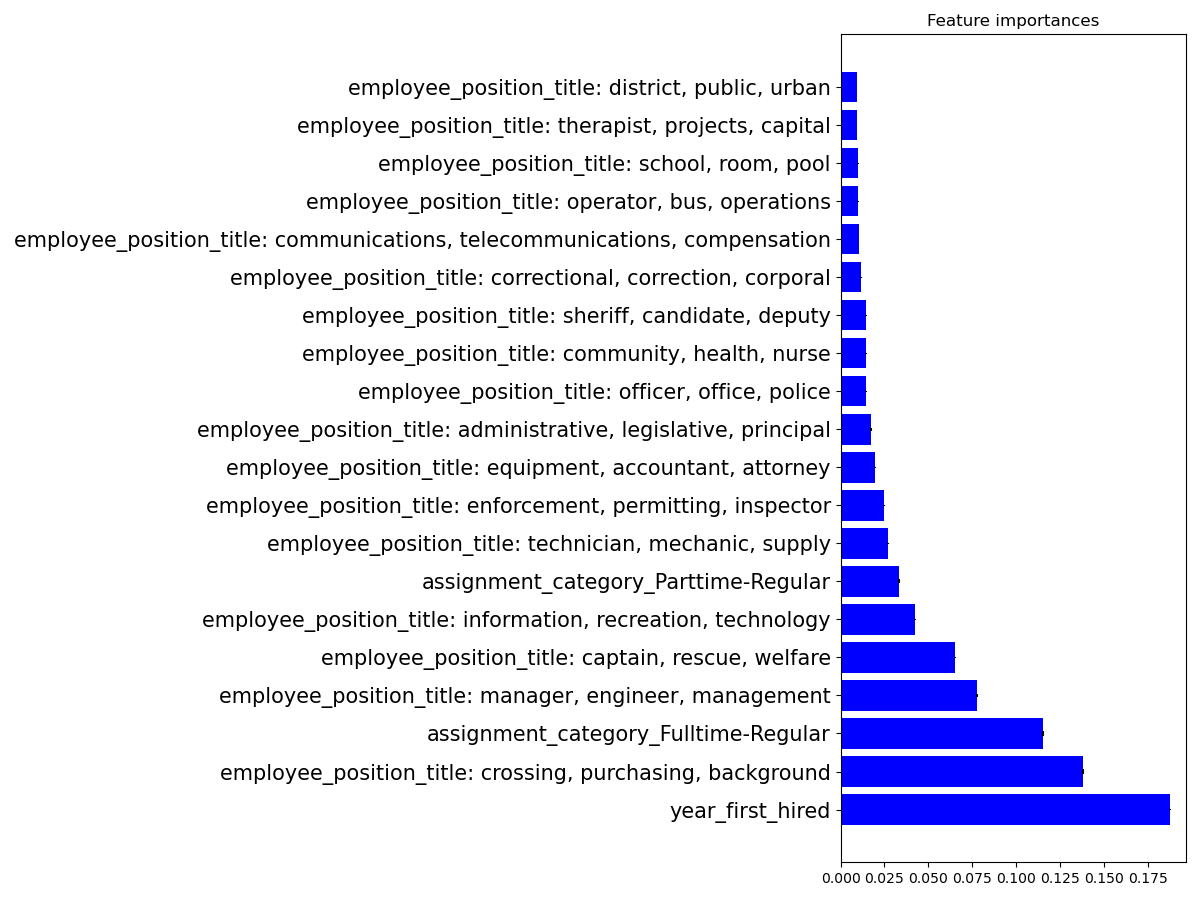 Feature importances
employee_position_title: district, public, urban
employee_position_title: therapist, projects, capital
employee_position_title: school, room, pool
employee_position_title: operator, bus, operations
employee_position_title: communications, telecommunications, compensation
employee_position_title: correctional, correction, corporal
employee_position_title: sheriff, candidate, deputy
employee_position_title: community, health, nurse
employee_position_title: officer, office, police
employee_position_title: administrative, legislative, principal
employee_position_title: equipment, accountant, attorney
employee_position_title: enforcement, permitting, inspector
employee_position_title: technician, mechanic, supply
assignment_category_Parttime-Regular
employee_position_title: information, recreation, technology
employee_position_title: captain, rescue, welfare
employee_position_title: manager, engineer, management
assignment_category_Fulltime-Regular
employee_position_title: crossing, purchasing, background
year_first_hired
0.000 0.025 0.050 0.075 0.100 0.125 0.150 0.175